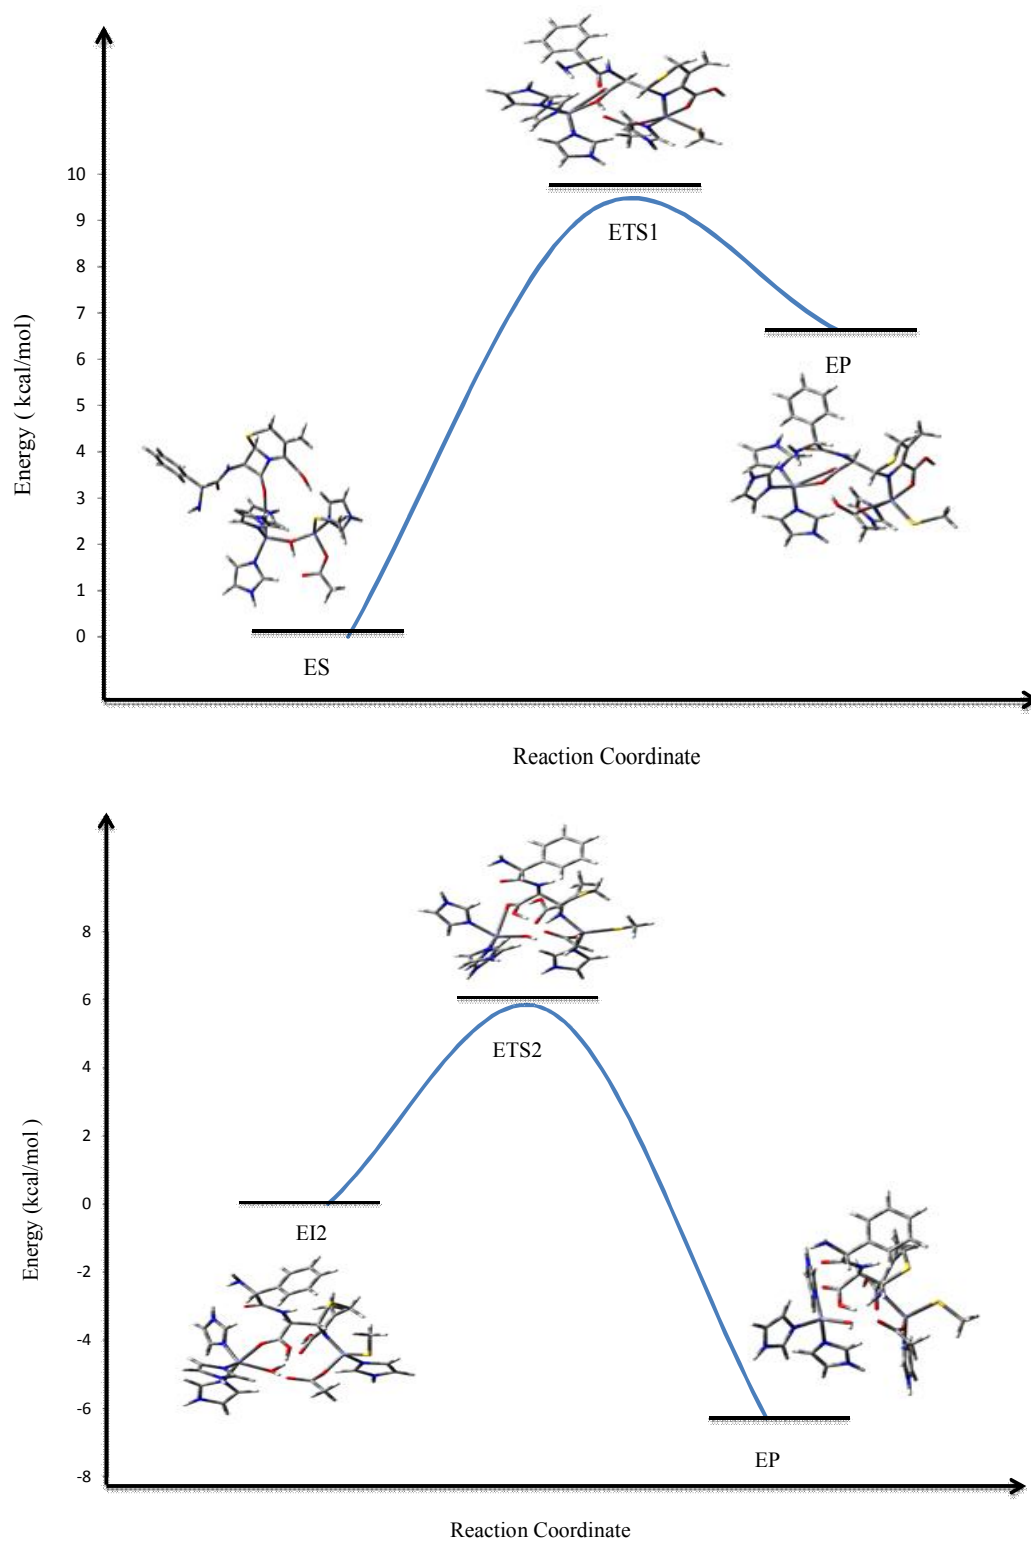 10
9
8
7
6
5
4
3
2
1
0
Energy ( kcal/mol)
ETS1
EP
ES
Reaction Coordinate
8
6
4
2
0
-2
-4
-6
-8
Energy (kcal/mol )
ETS2
EI2
EP
Reaction Coordinate